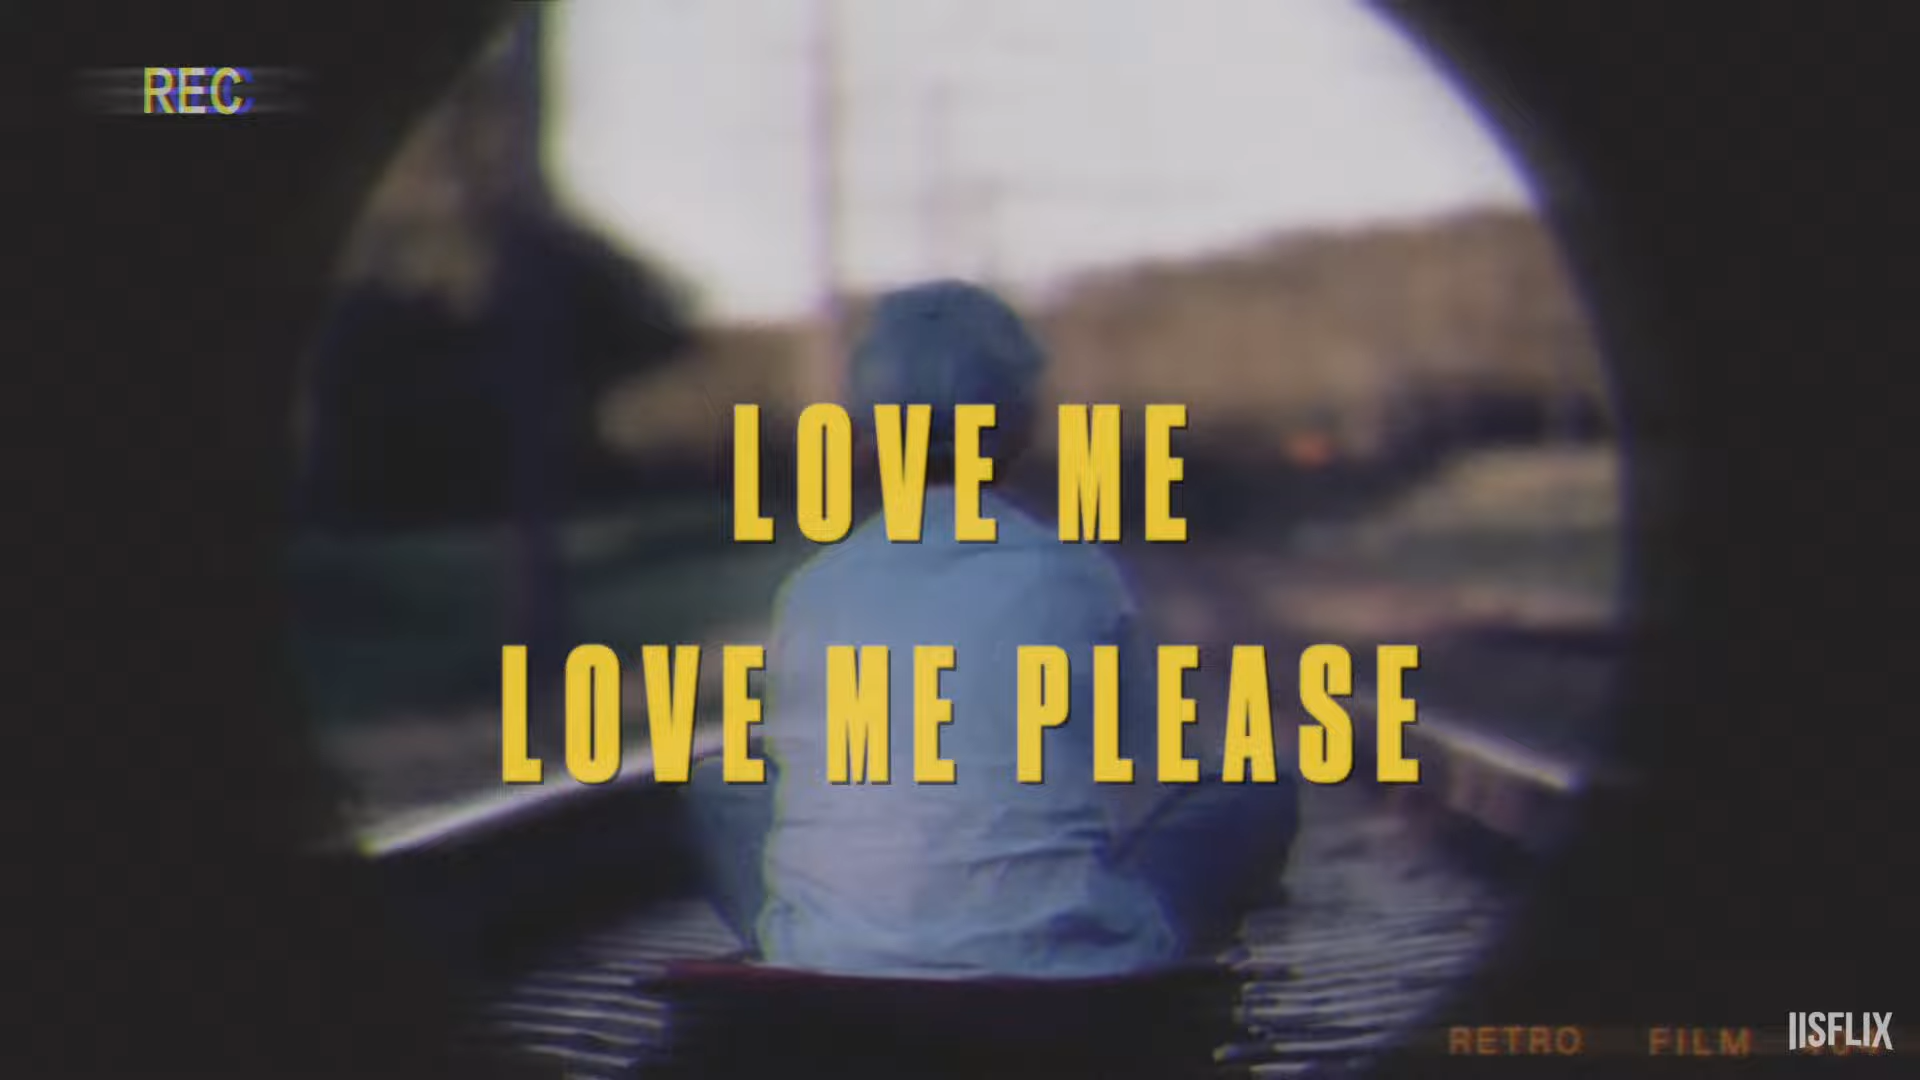 REC
LOVE ME
LOVE ME PLEASE
RETRO FILM
IISFLIX